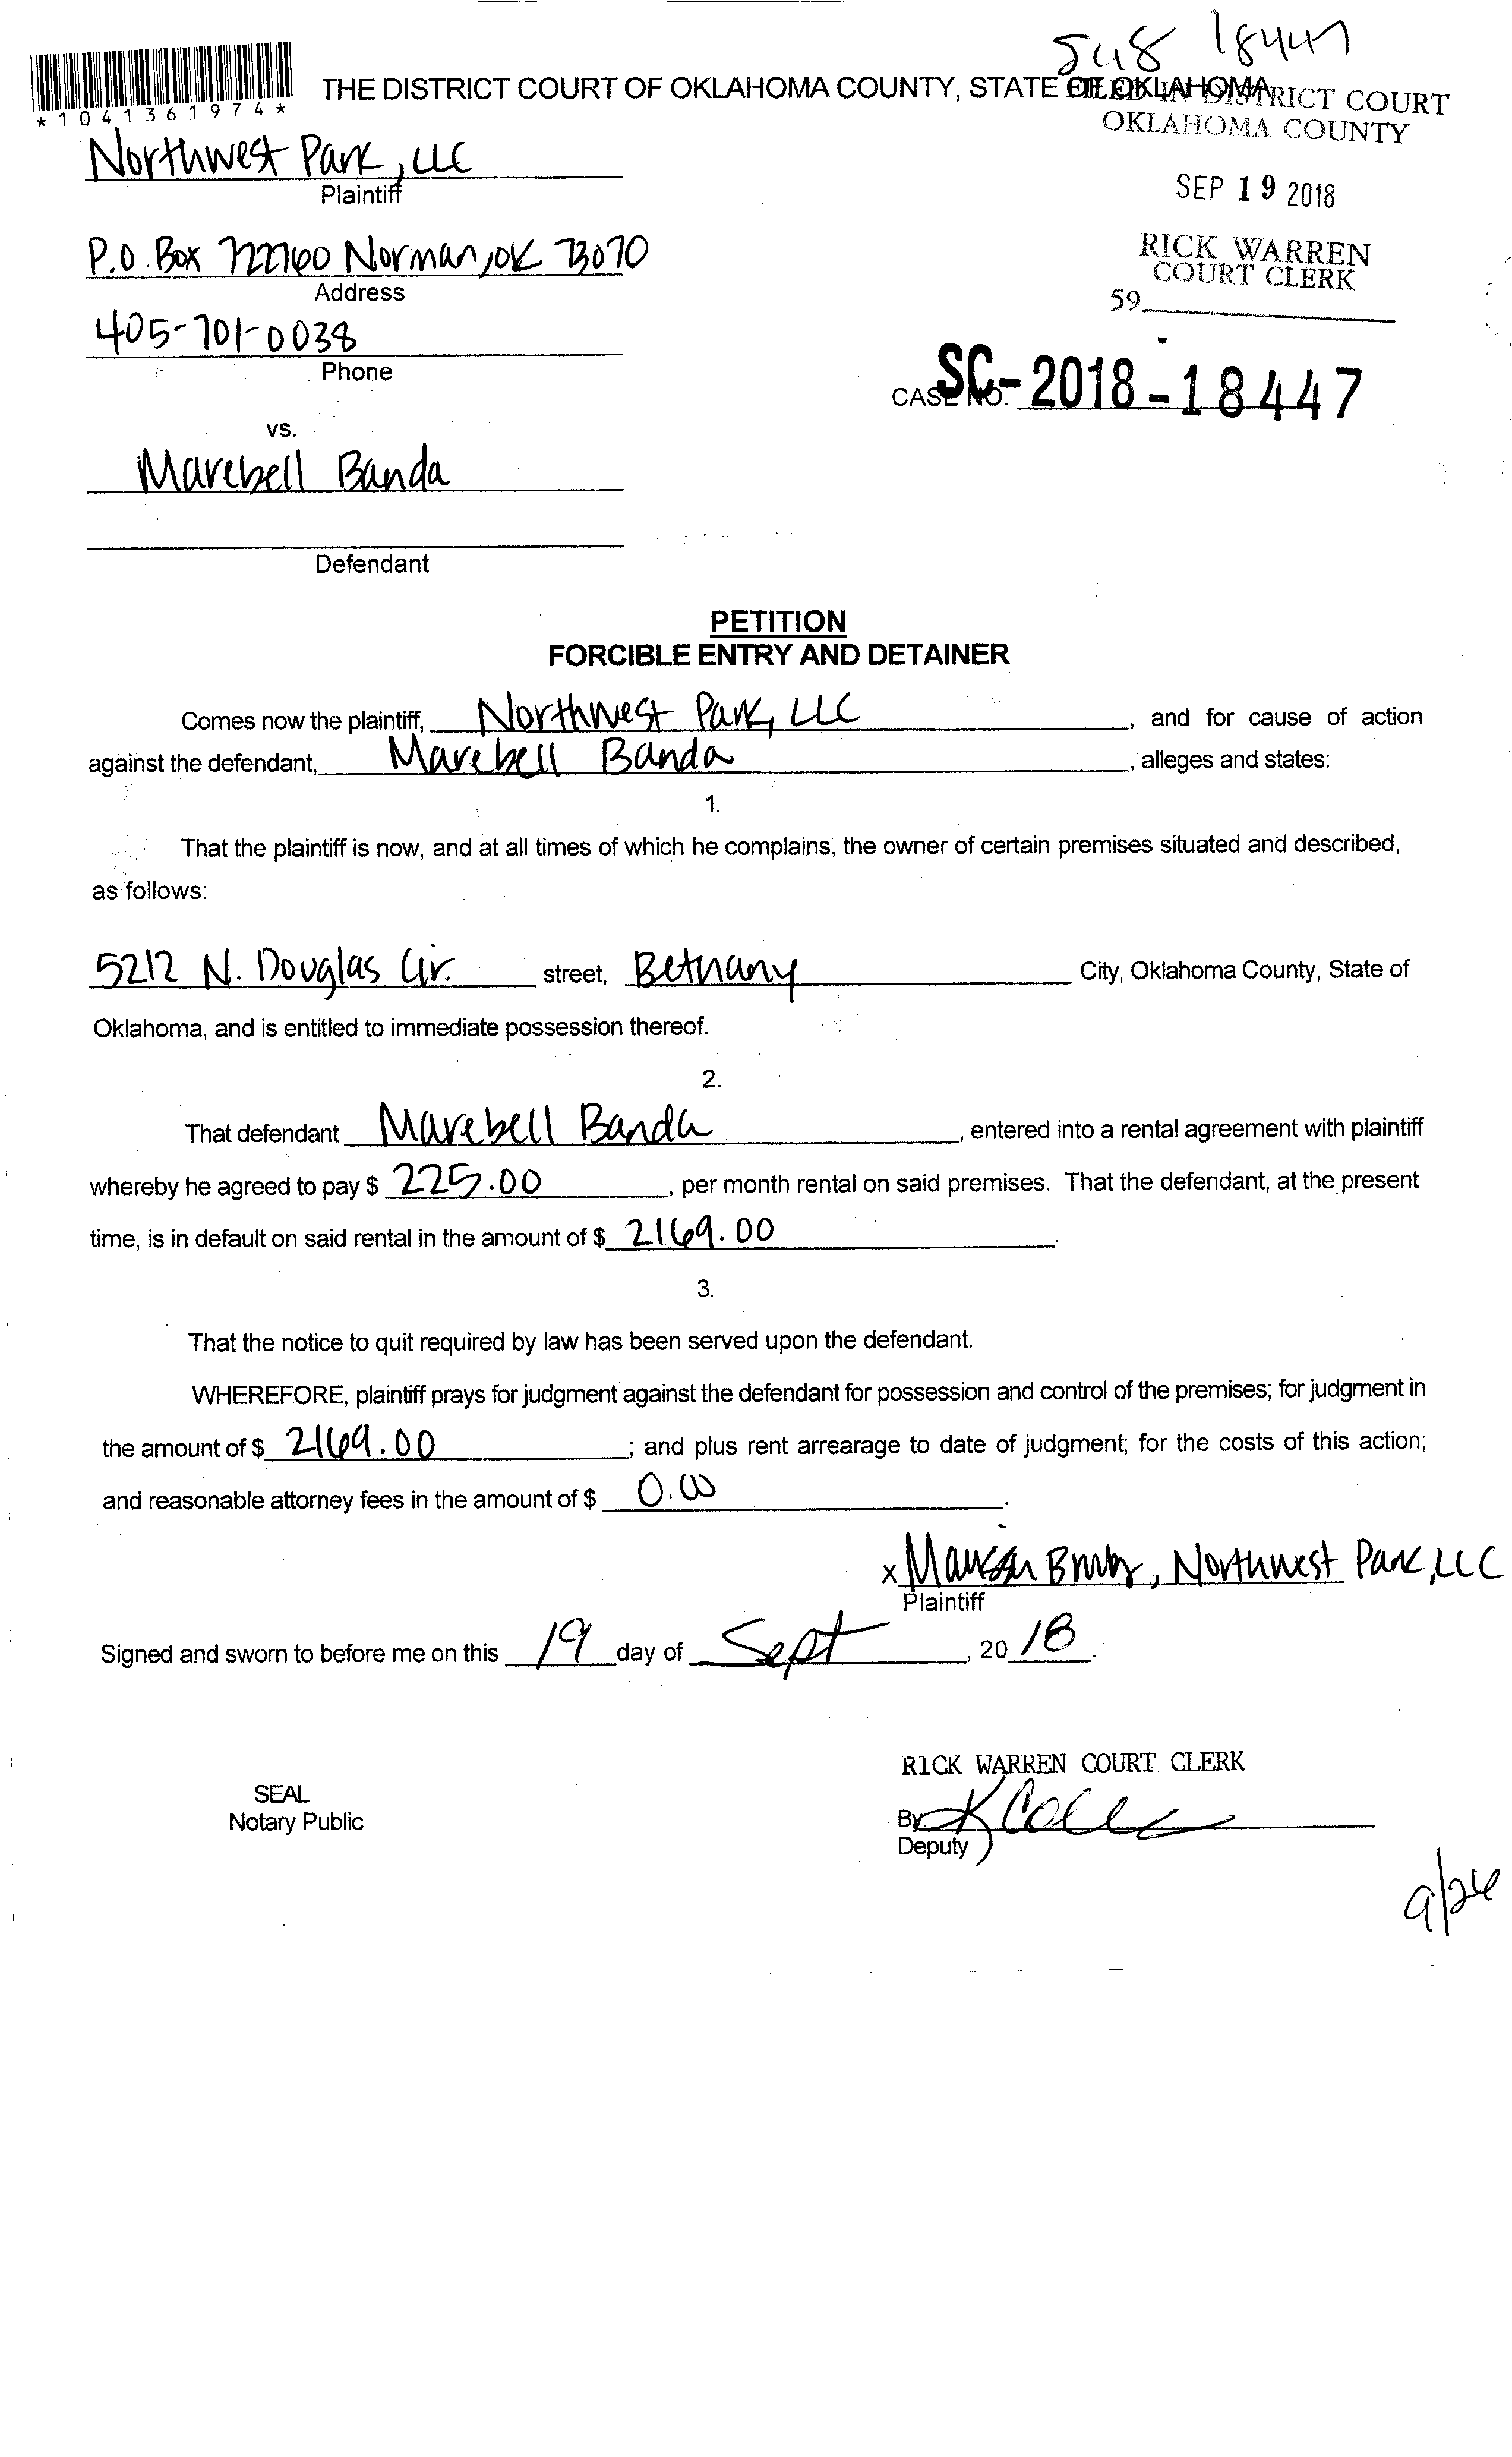 548 18447
*1041361974*
THE DISTRICT COURT OF OKLAHOMA COUNTY, STATE OF OKLAHOMA
FILED IN DISTRICT COURT
OKLAHOMA COUNTY
Northwest Park, LLC
Plaintiff
SEP 19 2018
P.O. Box 722760 Norman, OK 73070
Address
RICK WARREN
COURT CLERK
59
405-701-0038
Phone
CASE NO. SC-2018-18447
vs.
Marebell Banda
Defendant
PETITION
FORCIBLE ENTRY AND DETAINER
Comes now the plaintiff, Northwest Park, LLC, and for cause of action
against the defendant, Marebell Banda, alleges and states:
1.
That the plaintiff is now, and at all times of which he complains, the owner of certain premises situated and described,
as follows:
5212 N. Douglas Cir. street, Bethany City, Oklahoma County, State of
Oklahoma, and is entitled to immediate possession thereof.
2.
That defendant Marebell Banda, entered into a rental agreement with plaintiff
whereby he agreed to pay $ 225.00, per month rental on said premises. That the defendant, at the present
time, is in default on said rental in the amount of $ 2169.00.
3.
That the notice to quit required by law has been served upon the defendant.
WHEREFORE, plaintiff prays for judgment against the defendant for possession and control of the premises; for judgment in
the amount of $ 2169.00; and plus rent arrearage to date of judgment; for the costs of this action;
and reasonable attorney fees in the amount of $ 0.00.
x Northwest Park, LLC
Plaintiff
Signed and sworn to before me on this 19 day of Sept, 20 18.
RICK WARREN COURT CLERK
SEAL
Notary Public
By
Deputy
9/26